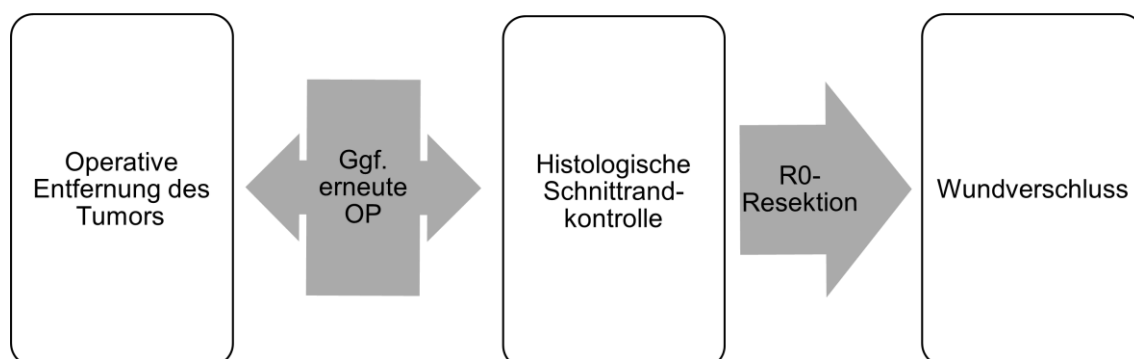 Operative
Entfernung des
Tumors
Ggf.
erneute
OP
Histologische
Schnittrand-
kontrolle
R0-
Resektion
Wundverschluss